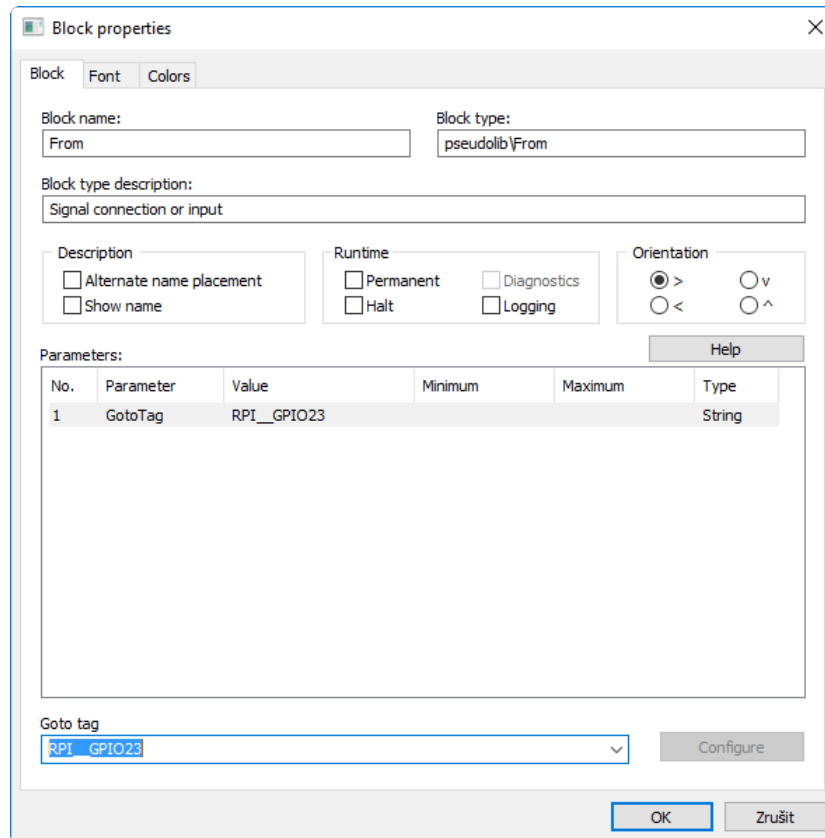 Block properties
Block Font Colors
Block name: Block type:
From pseudolib\From
Block type description:
Signal connection or input
Description Runtime Orientation
Alternate name placement Permanent Diagnostics > v
Show name Halt Logging < ^
Parameters: Help
No. Parameter Value Minimum Maximum Type
1 GotoTag RPI__GPIO23 String
Goto tag
RPI__GPIO23 Configure
OK Zrušit